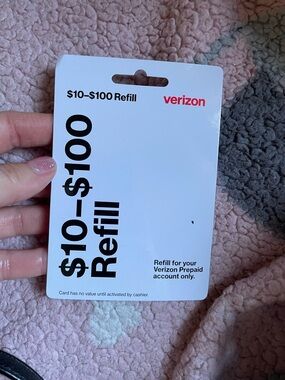 $10–$100 Refill
verizon
$10–$100
Refill
Refill for your
Verizon Prepaid
account only.
Card has no value until activated by cashier